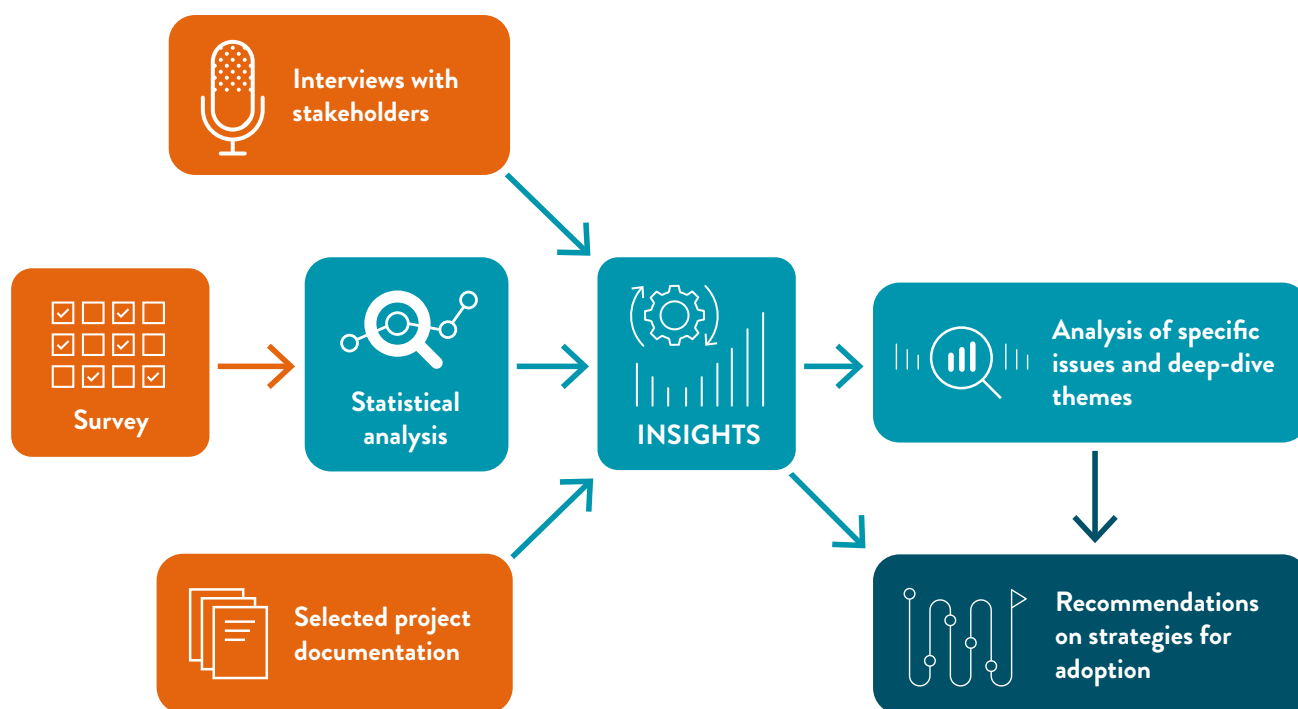 Interviews with
stakeholders
Survey
Statistical
analysis
INSIGHTS
Analysis of specific
issues and deep-dive
themes
Selected project
documentation
Recommendations
on strategies for
adoption